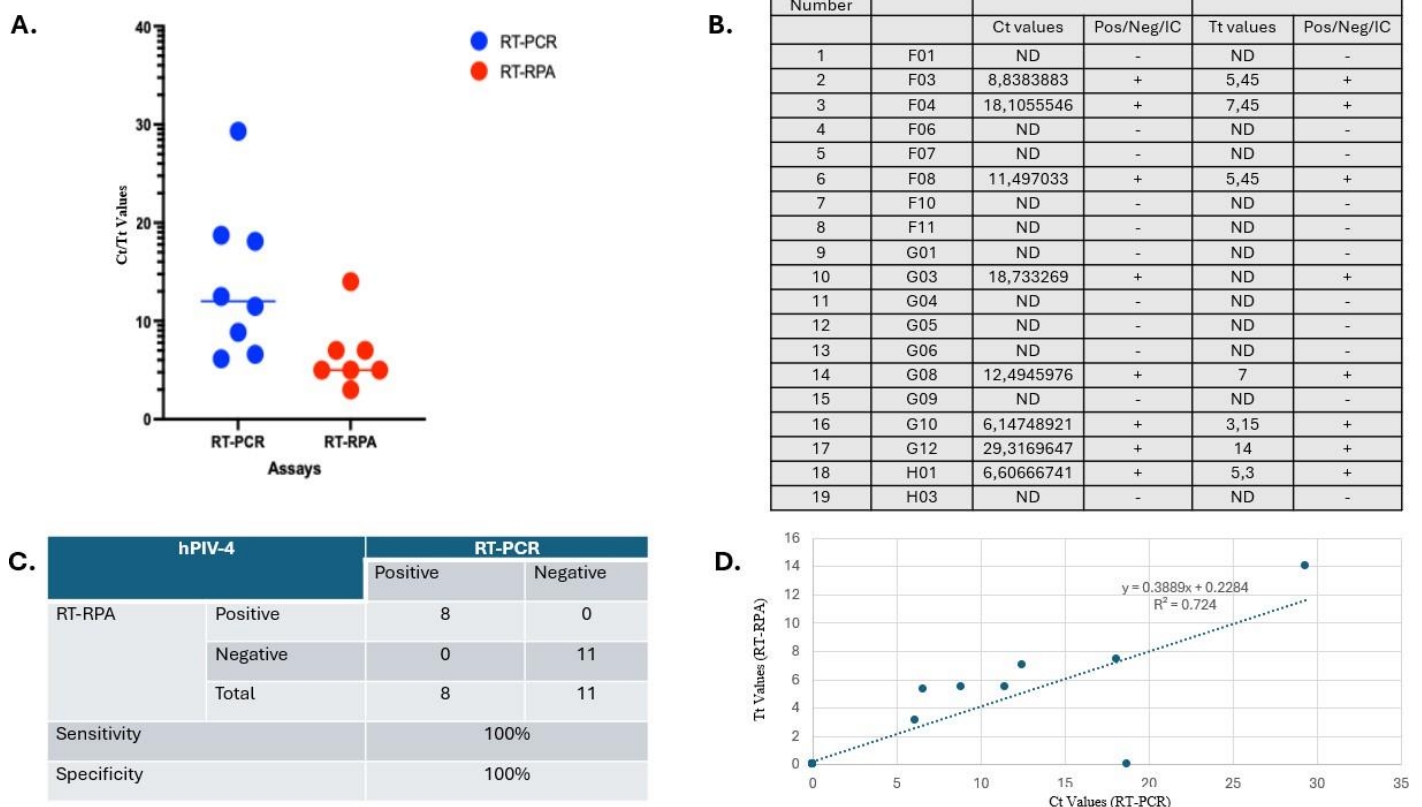 A.
40
30
20
10
0
Ct/Tt Values
RT-PCR
RT-RPA
Assays
RT-PCR
RT-RPA
B.
Number
Ct values Pos/Neg/IC Tt values Pos/Neg/IC
1 F01 ND - ND -
2 F03 8,8383883 + 5,45 +
3 F04 18,1055546 + 7,45 +
4 F06 ND - ND -
5 F07 ND - ND -
6 F08 11,497033 + 5,45 +
7 F10 ND - ND -
8 F11 ND - ND -
9 G01 ND - ND -
10 G03 18,733269 + ND +
11 G04 ND - ND -
12 G05 ND - ND -
13 G06 ND - ND -
14 G08 12,4945976 + 7 +
15 G09 ND - ND -
16 G10 6,14748921 + 3,15 +
17 G12 29,3169647 + 14 +
18 H01 6,60666741 + 5,3 +
19 H03 ND - ND -
C.
hPIV-4 RT-PCR
Positive Negative
RT-RPA Positive 8 0
Negative 0 11
Total 8 11
Sensitivity 100%
Specificity 100%
D.
16
14
12
10
8
6
4
2
0
Tt Values (RT-RPA)
y = 0.3889x + 0.2284
R² = 0.724
0 5 10 15 20 25 30 35
Ct Values (RT-PCR)